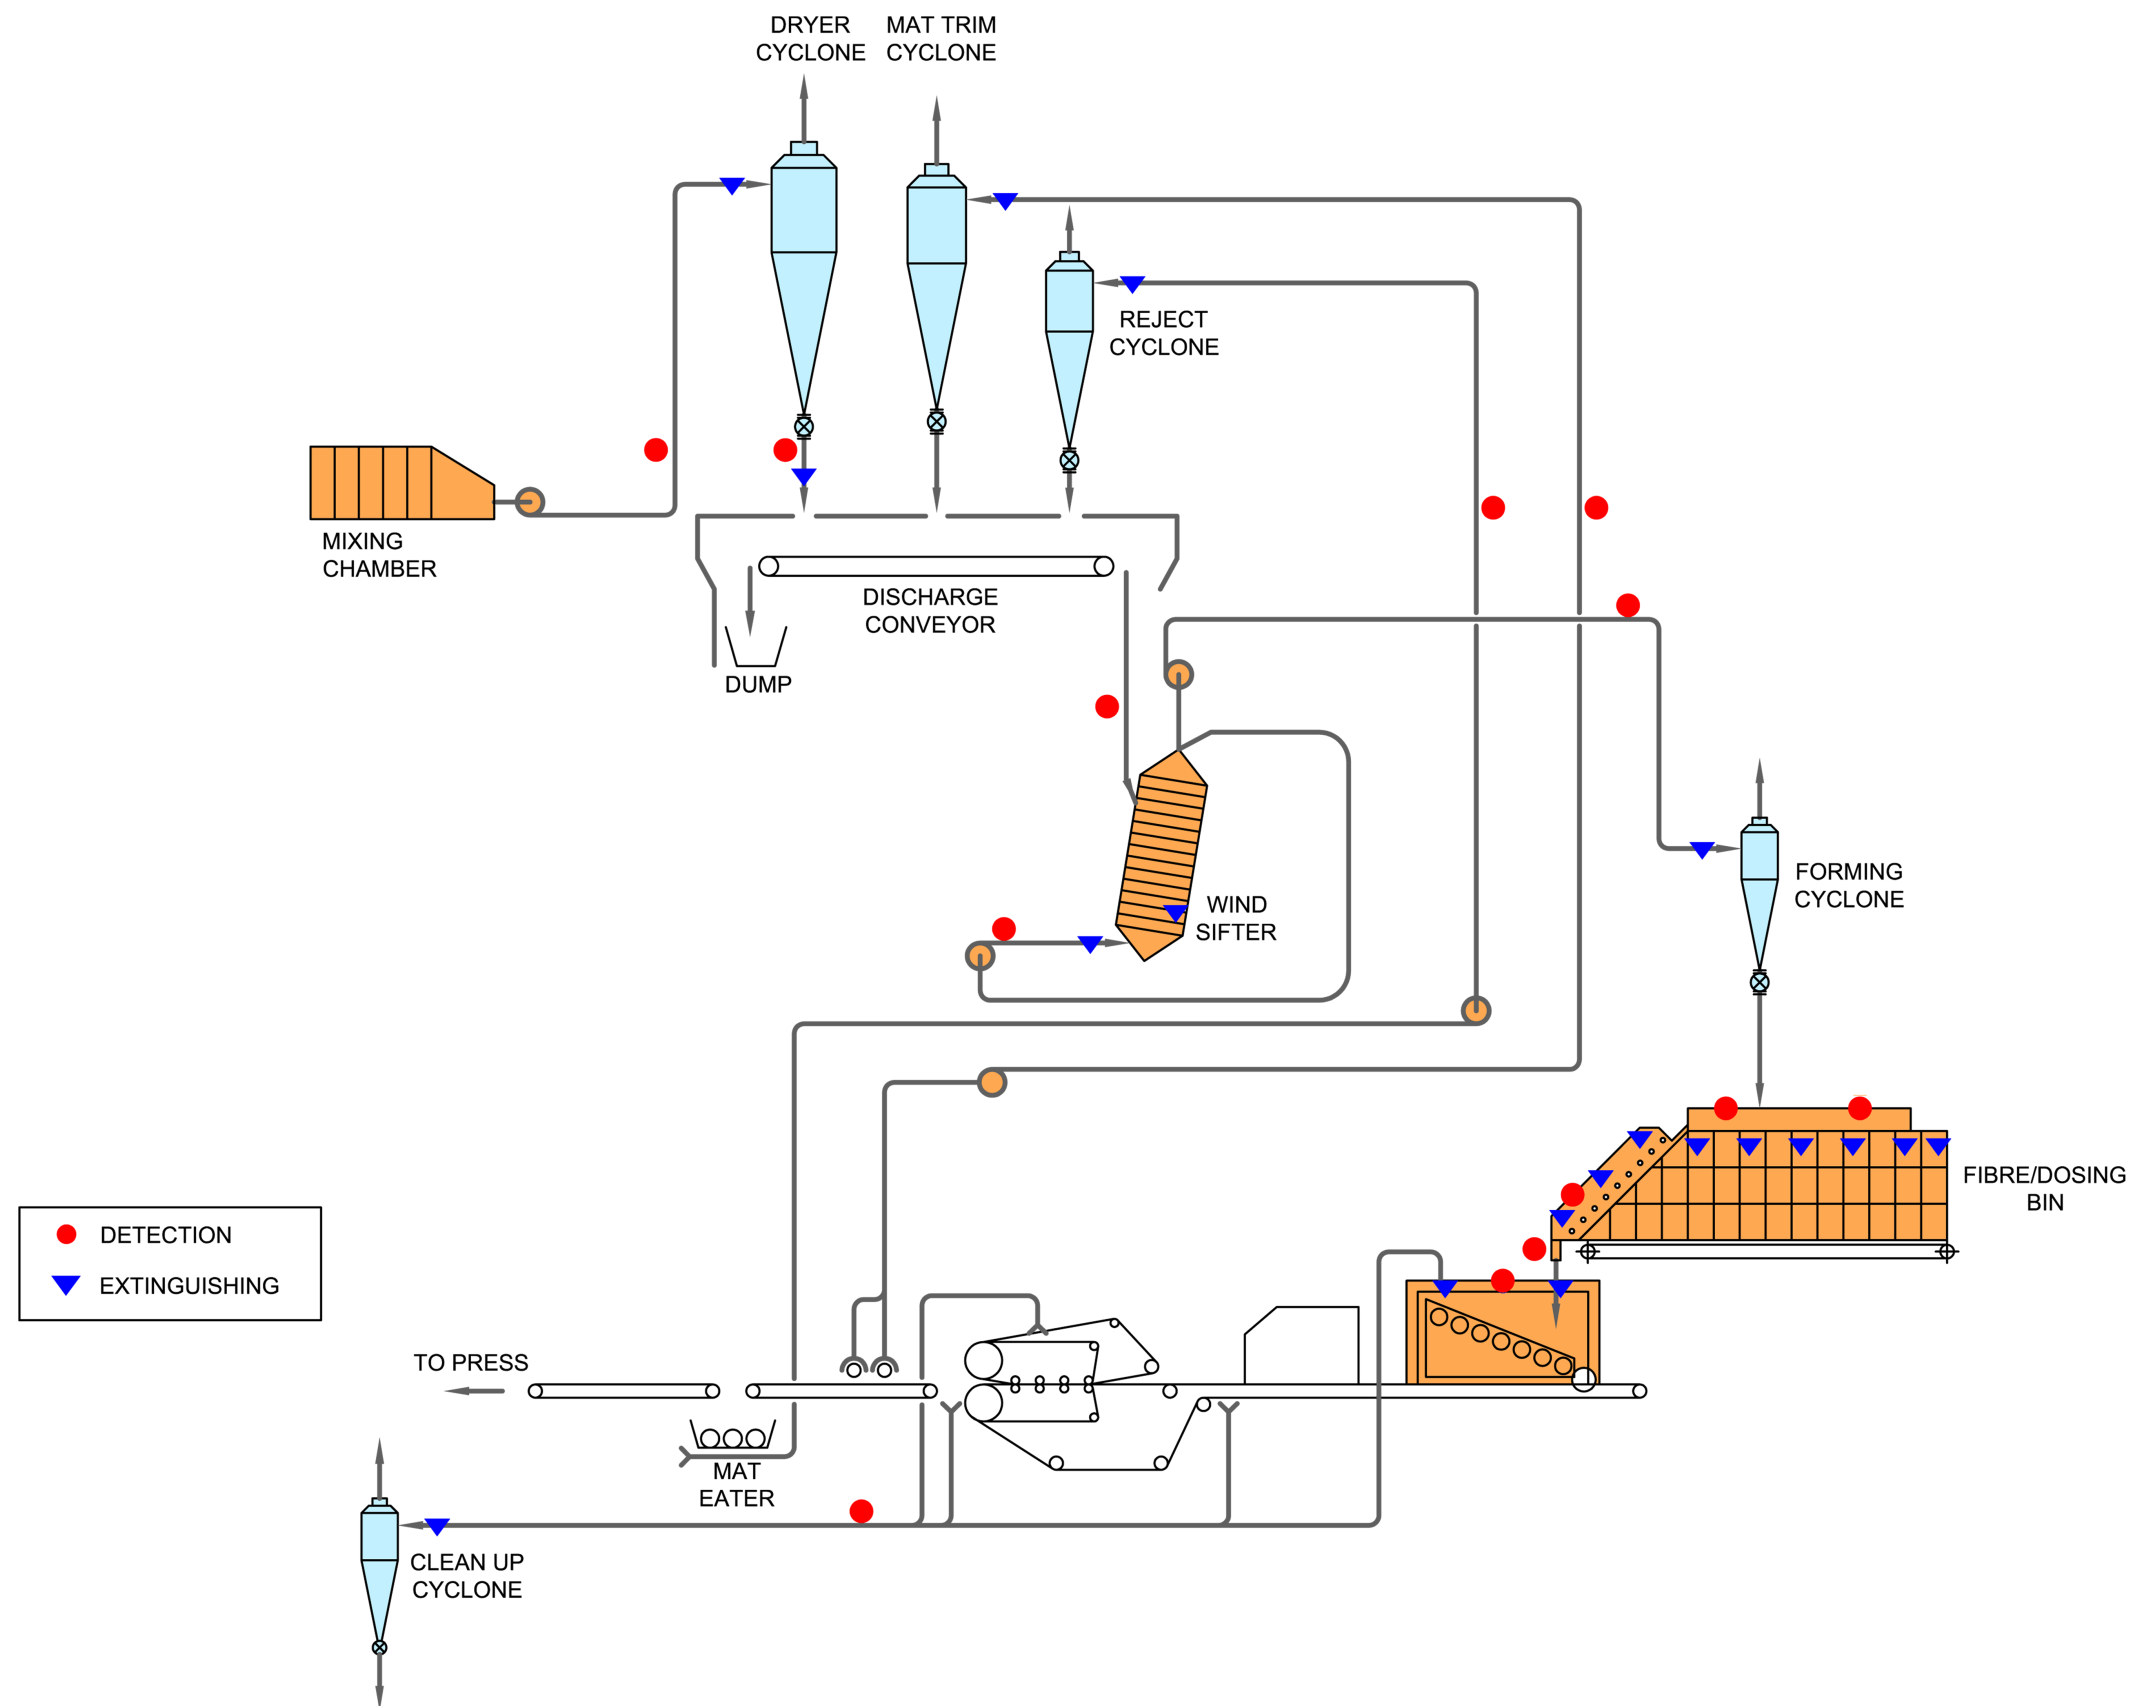 DRYER
CYCLONE
MAT TRIM
CYCLONE
REJECT
CYCLONE
MIXING
CHAMBER
DISCHARGE
CONVEYOR
DUMP
WIND
SIFTER
FORMING
CYCLONE
FIBRE/DOSING
BIN
DETECTION
EXTINGUISHING
TO PRESS
MAT
EATER
CLEAN UP
CYCLONE